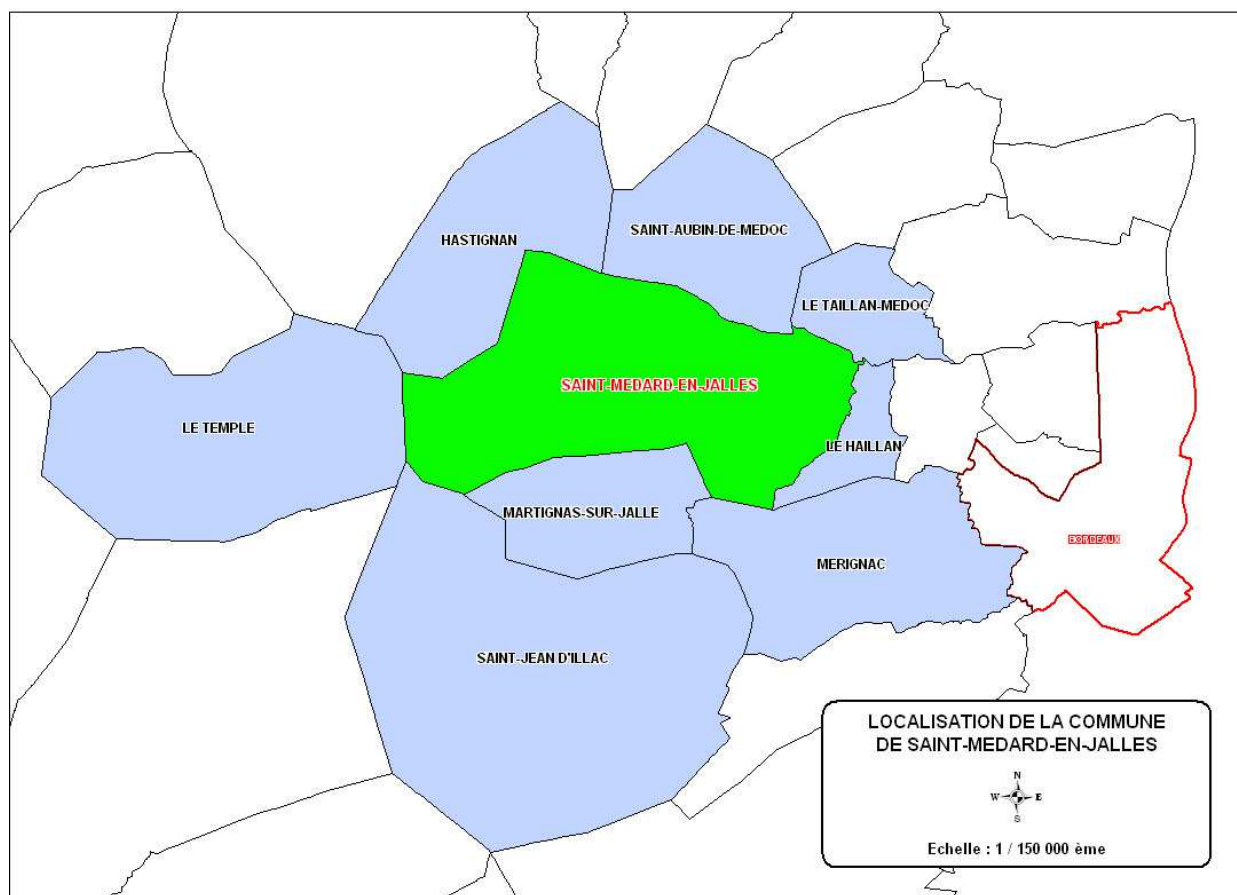 HASTIGNAN
SAINT-AUBIN-DE-MEDOC
LE TAILLAN-MEDOC
SAINT-MEDARD-EN-JALLES
LE TEMPLE
LE HAILLAN
MARTIGNAS-SUR-JALLE
BORDEAUX
MERIGNAC
SAINT-JEAN D'ILLAC
LOCALISATION DE LA COMMUNE
DE SAINT-MEDARD-EN-JALLES
N
W E
S
Echelle : 1 / 150 000 ème